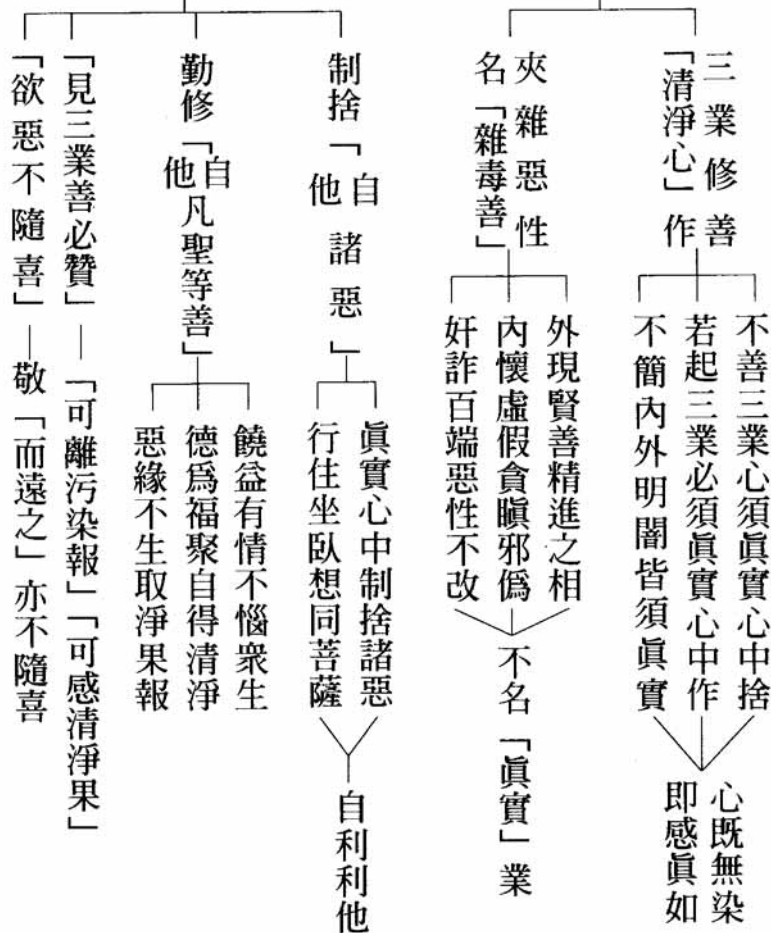 三業修善
「清淨心」作
不善三業心須眞實心中捨
若起三業必須眞實心中作
不簡內外明闇皆須眞實
心既無染
即感眞如
夾雜惡性
名「雜毒善」
外現賢善精進之相
內懷虛假貪瞋邪僞
奸詐百端惡性不改
不名「眞實」業
制捨「自他諸惡」
眞實心中制捨諸惡
行住坐臥想同菩薩
自利利他
勤修「自他凡聖等善」
饒益有情不惱衆生
德爲福聚自得清淨
惡緣不生取淨果報
「見三業善必贊」—「可離污染報」「可感清淨果」
「欲惡不隨喜」—敬「而遠之」亦不隨喜